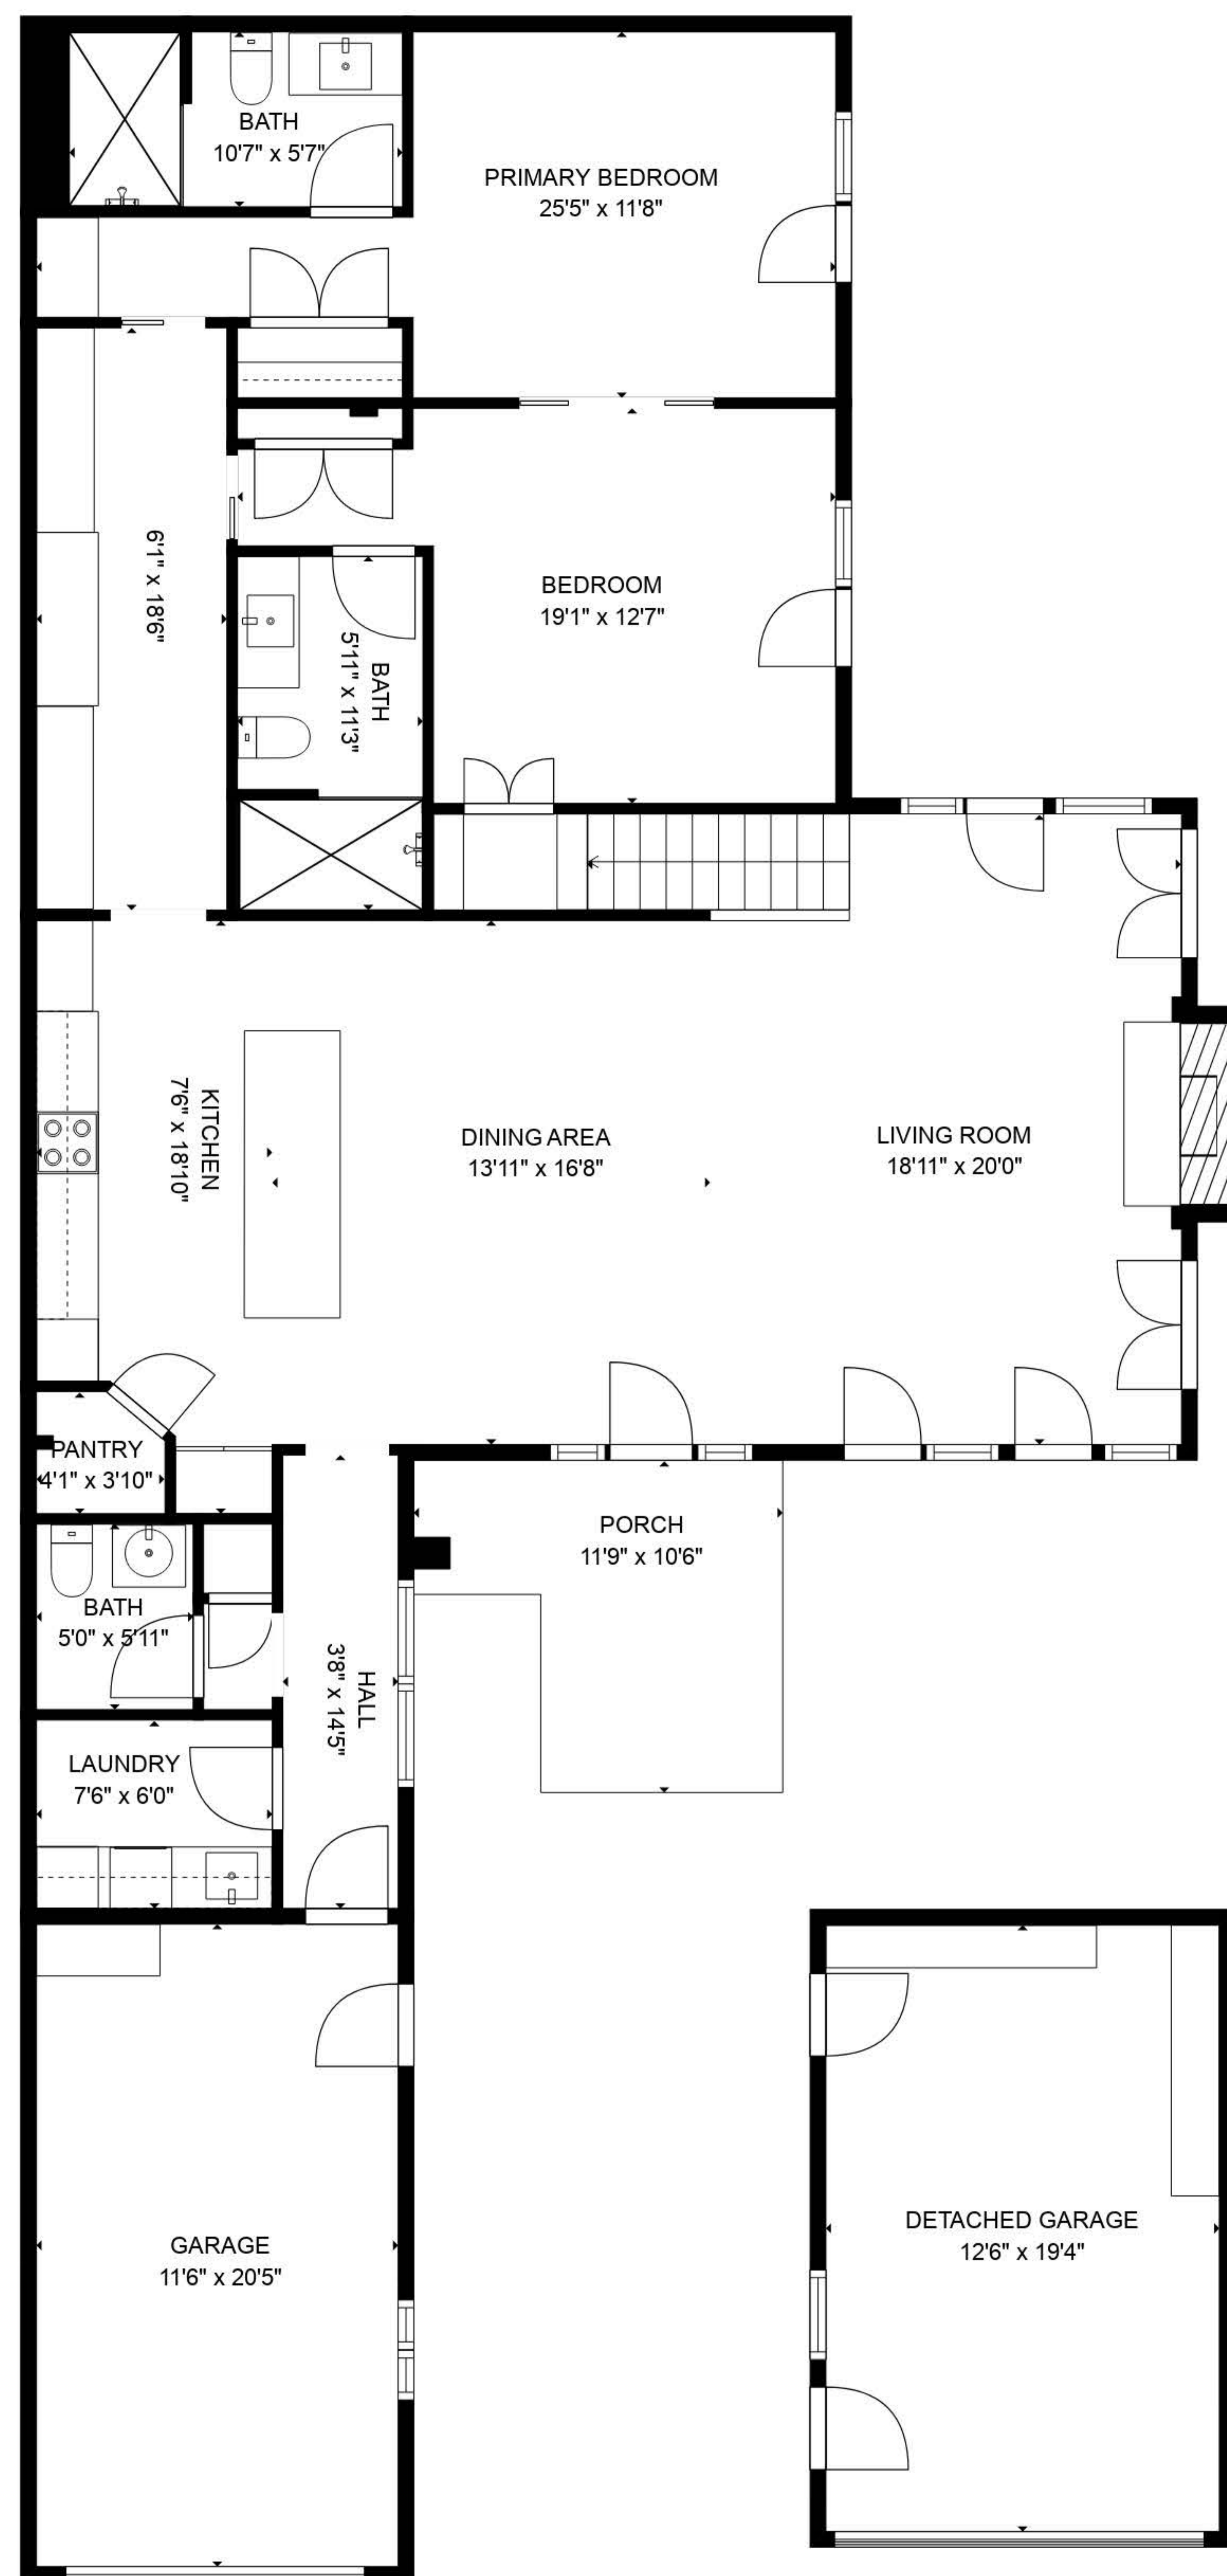 BATH
10'7" x 5'7"
PRIMARY BEDROOM
25'5" x 11'8"
6'1" x 18'6"
BEDROOM
19'1" x 12'7"
BATH
5'11" x 11'3"
KITCHEN
7'6" x 18'10"
DINING AREA
13'11" x 16'8"
LIVING ROOM
18'11" x 20'0"
PANTRY
4'1" x 3'10"
PORCH
11'9" x 10'6"
BATH
5'0" x 5'11"
HALL
3'8" x 14'5"
LAUNDRY
7'6" x 6'0"
GARAGE
11'6" x 20'5"
DETACHED GARAGE
12'6" x 19'4"